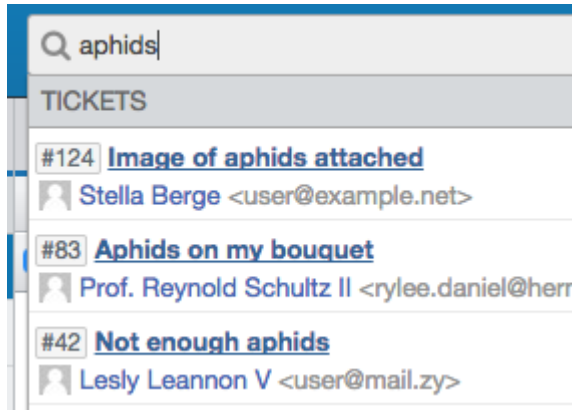 aphids
TICKETS
#124 Image of aphids attached
Stella Berge <user@example.net>
#83 Aphids on my bouquet
Prof. Reynold Schultz II <rylee.daniel@herr
#42 Not enough aphids
Lesly Leannon V <user@mail.zy>